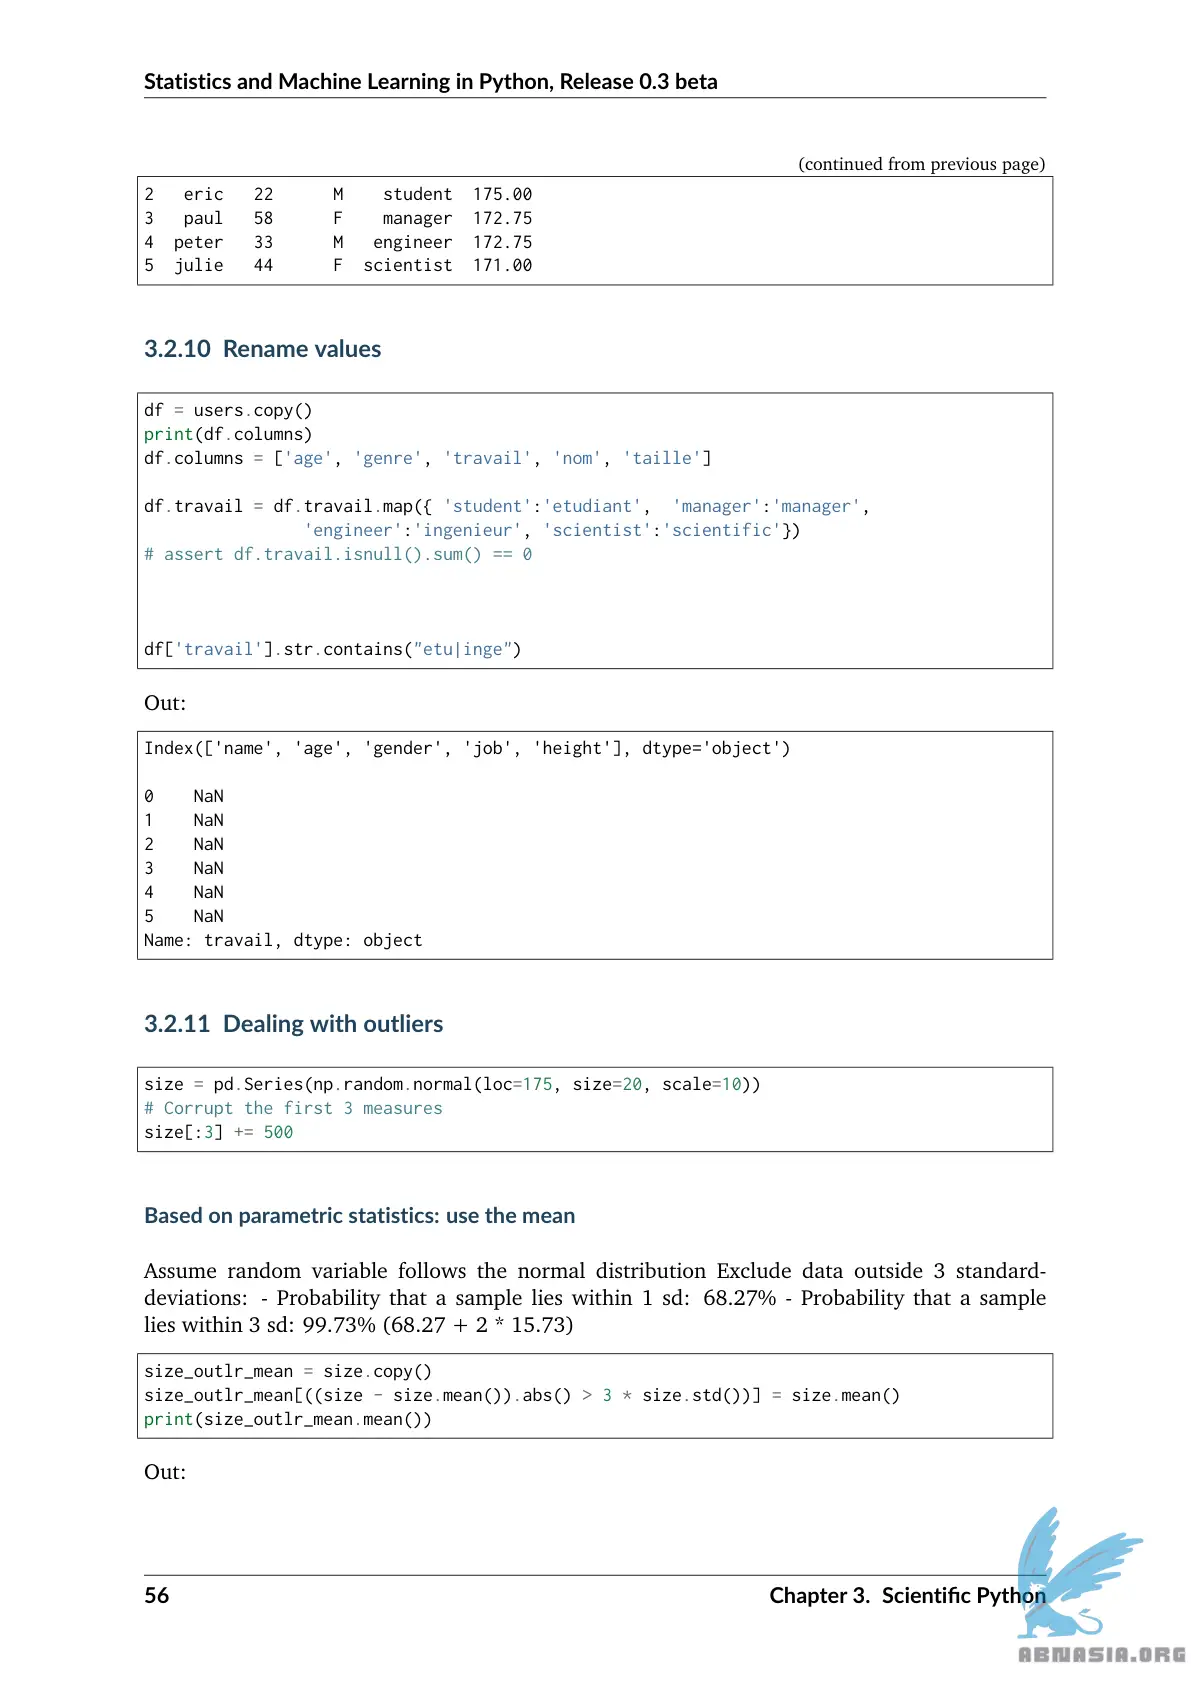 Statistics and Machine Learning in Python, Release 0.3 beta
(continued from previous page)
2   eric   22      M    student  175.00
3   paul   58      F    manager  172.75
4  peter   33      M   engineer  172.75
5  julie   44      F  scientist  171.00
3.2.10 Rename values
df = users.copy()
print(df.columns)
df.columns = ['age', 'genre', 'travail', 'nom', 'taille']
df.travail = df.travail.map({ 'student':'etudiant',  'manager':'manager',
                'engineer':'ingenieur', 'scientist':'scientific'})
# assert df.travail.isnull().sum() == 0
df['travail'].str.contains("etu|inge")
Out:
Index(['name', 'age', 'gender', 'job', 'height'], dtype='object')
0    NaN
1    NaN
2    NaN
3    NaN
4    NaN
5    NaN
Name: travail, dtype: object
3.2.11 Dealing with outliers
size = pd.Series(np.random.normal(loc=175, size=20, scale=10))
# Corrupt the first 3 measures
size[:3] += 500
Based on parametric statistics: use the mean
Assume random variable follows the normal distribution Exclude data outside 3 standard-
deviations: - Probability that a sample lies within 1 sd: 68.27% - Probability that a sample
lies within 3 sd: 99.73% (68.27 + 2 * 15.73)
size_outlr_mean = size.copy()
size_outlr_mean[((size - size.mean()).abs() > 3 * size.std())] = size.mean()
print(size_outlr_mean.mean())
Out:
56
Chapter 3. Scientific Python
ABNASIA.ORG